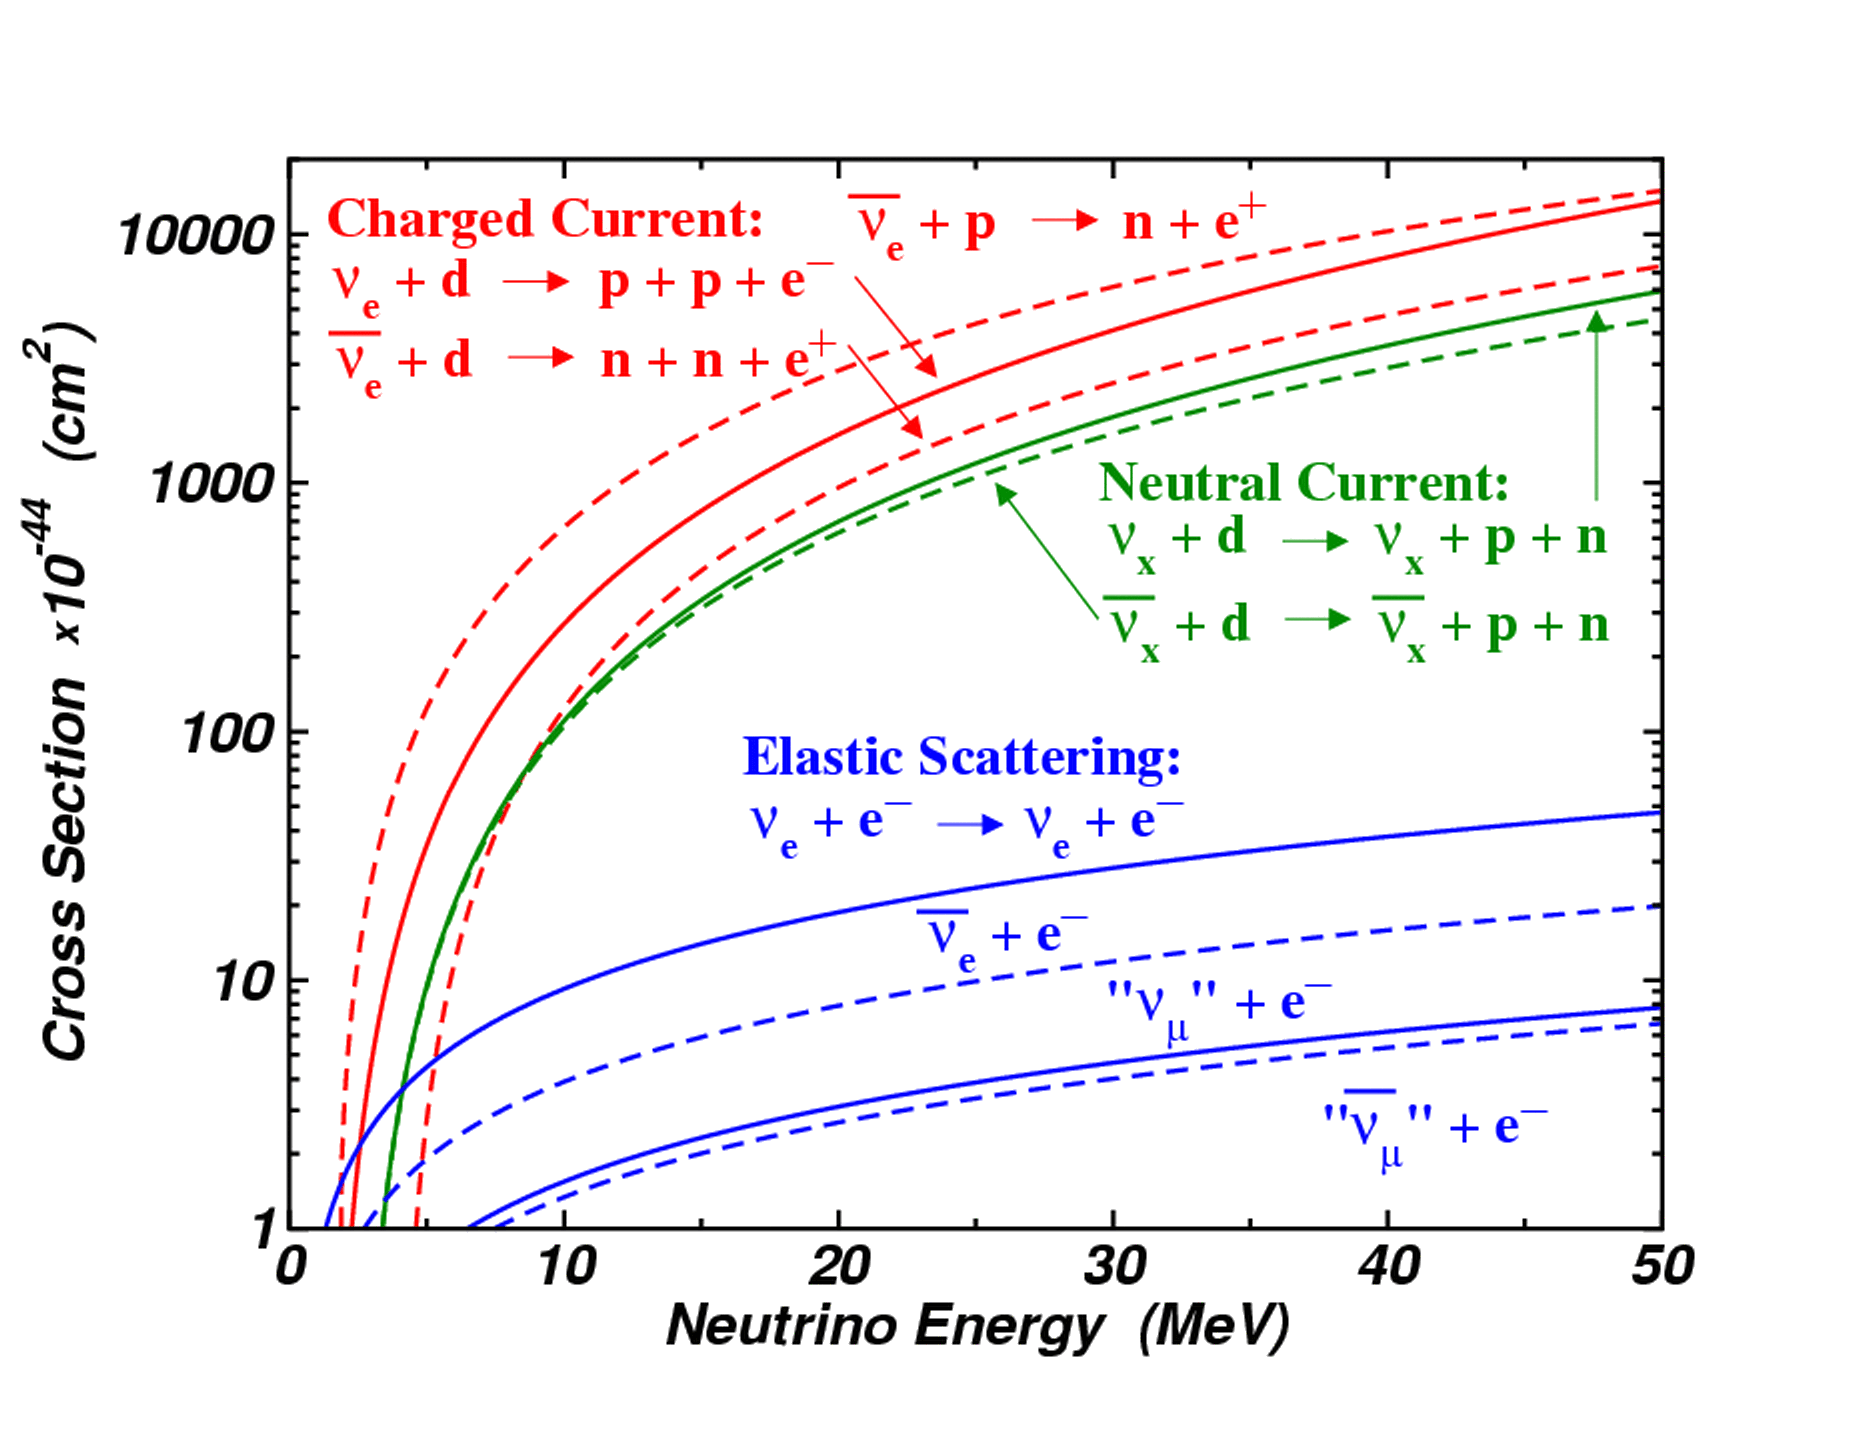 Charged Current: ν̅e + p → n + e+
νe + d → p + p + e−
ν̅e + d → n + n + e+
Neutral Current:
νx + d → νx + p + n
ν̅x + d → ν̅x + p + n
Elastic Scattering:
νe + e− → νe + e−
ν̅e + e−
"νμ" + e−
"ν̅μ" + e−
Cross Section x10-44 (cm2)
10000
1000
100
10
1
0 10 20 30 40 50
Neutrino Energy (MeV)